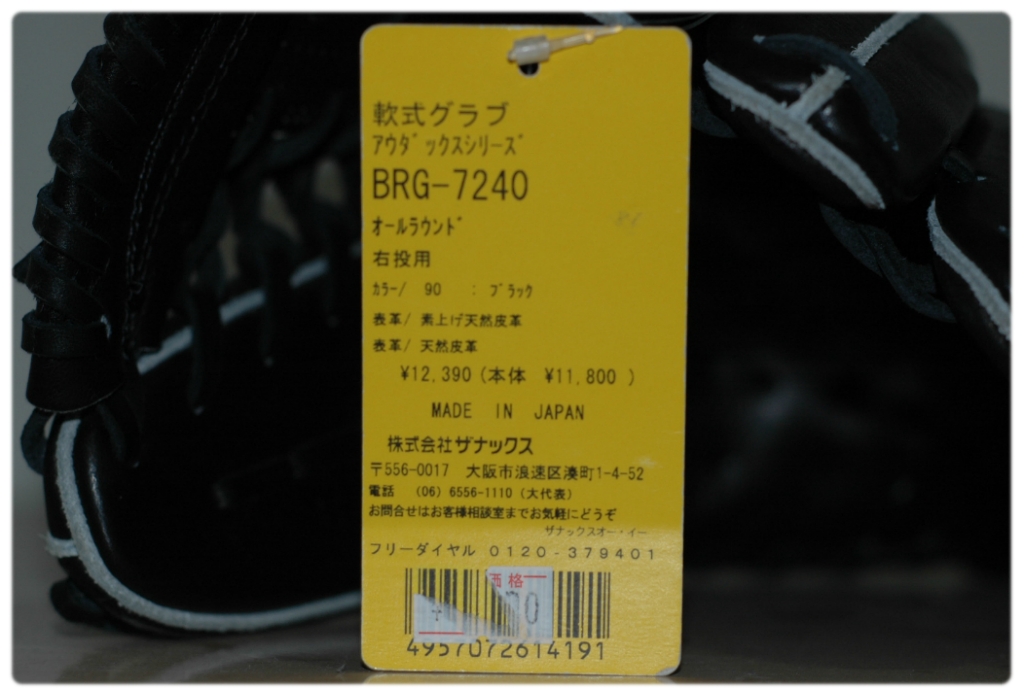 軟式グラブ
アウダックスシリーズ
BRG-7240
オールラウンド
右投用
カラー/ 90 : ブラック
表革/ 素上げ天然皮革
表革/ 天然皮革
¥12,390 (本体 ¥11,800 )
MADE IN JAPAN
株式会社ザナックス
〒556-0017 大阪市浪速区湊町1-4-52
電話 (06) 6556-1110 (大代表)
お問合せはお客様相談室までお気軽にどうぞ
ザナックスオー・イー
フリーダイヤル 0120-379401
価格
4957072614191